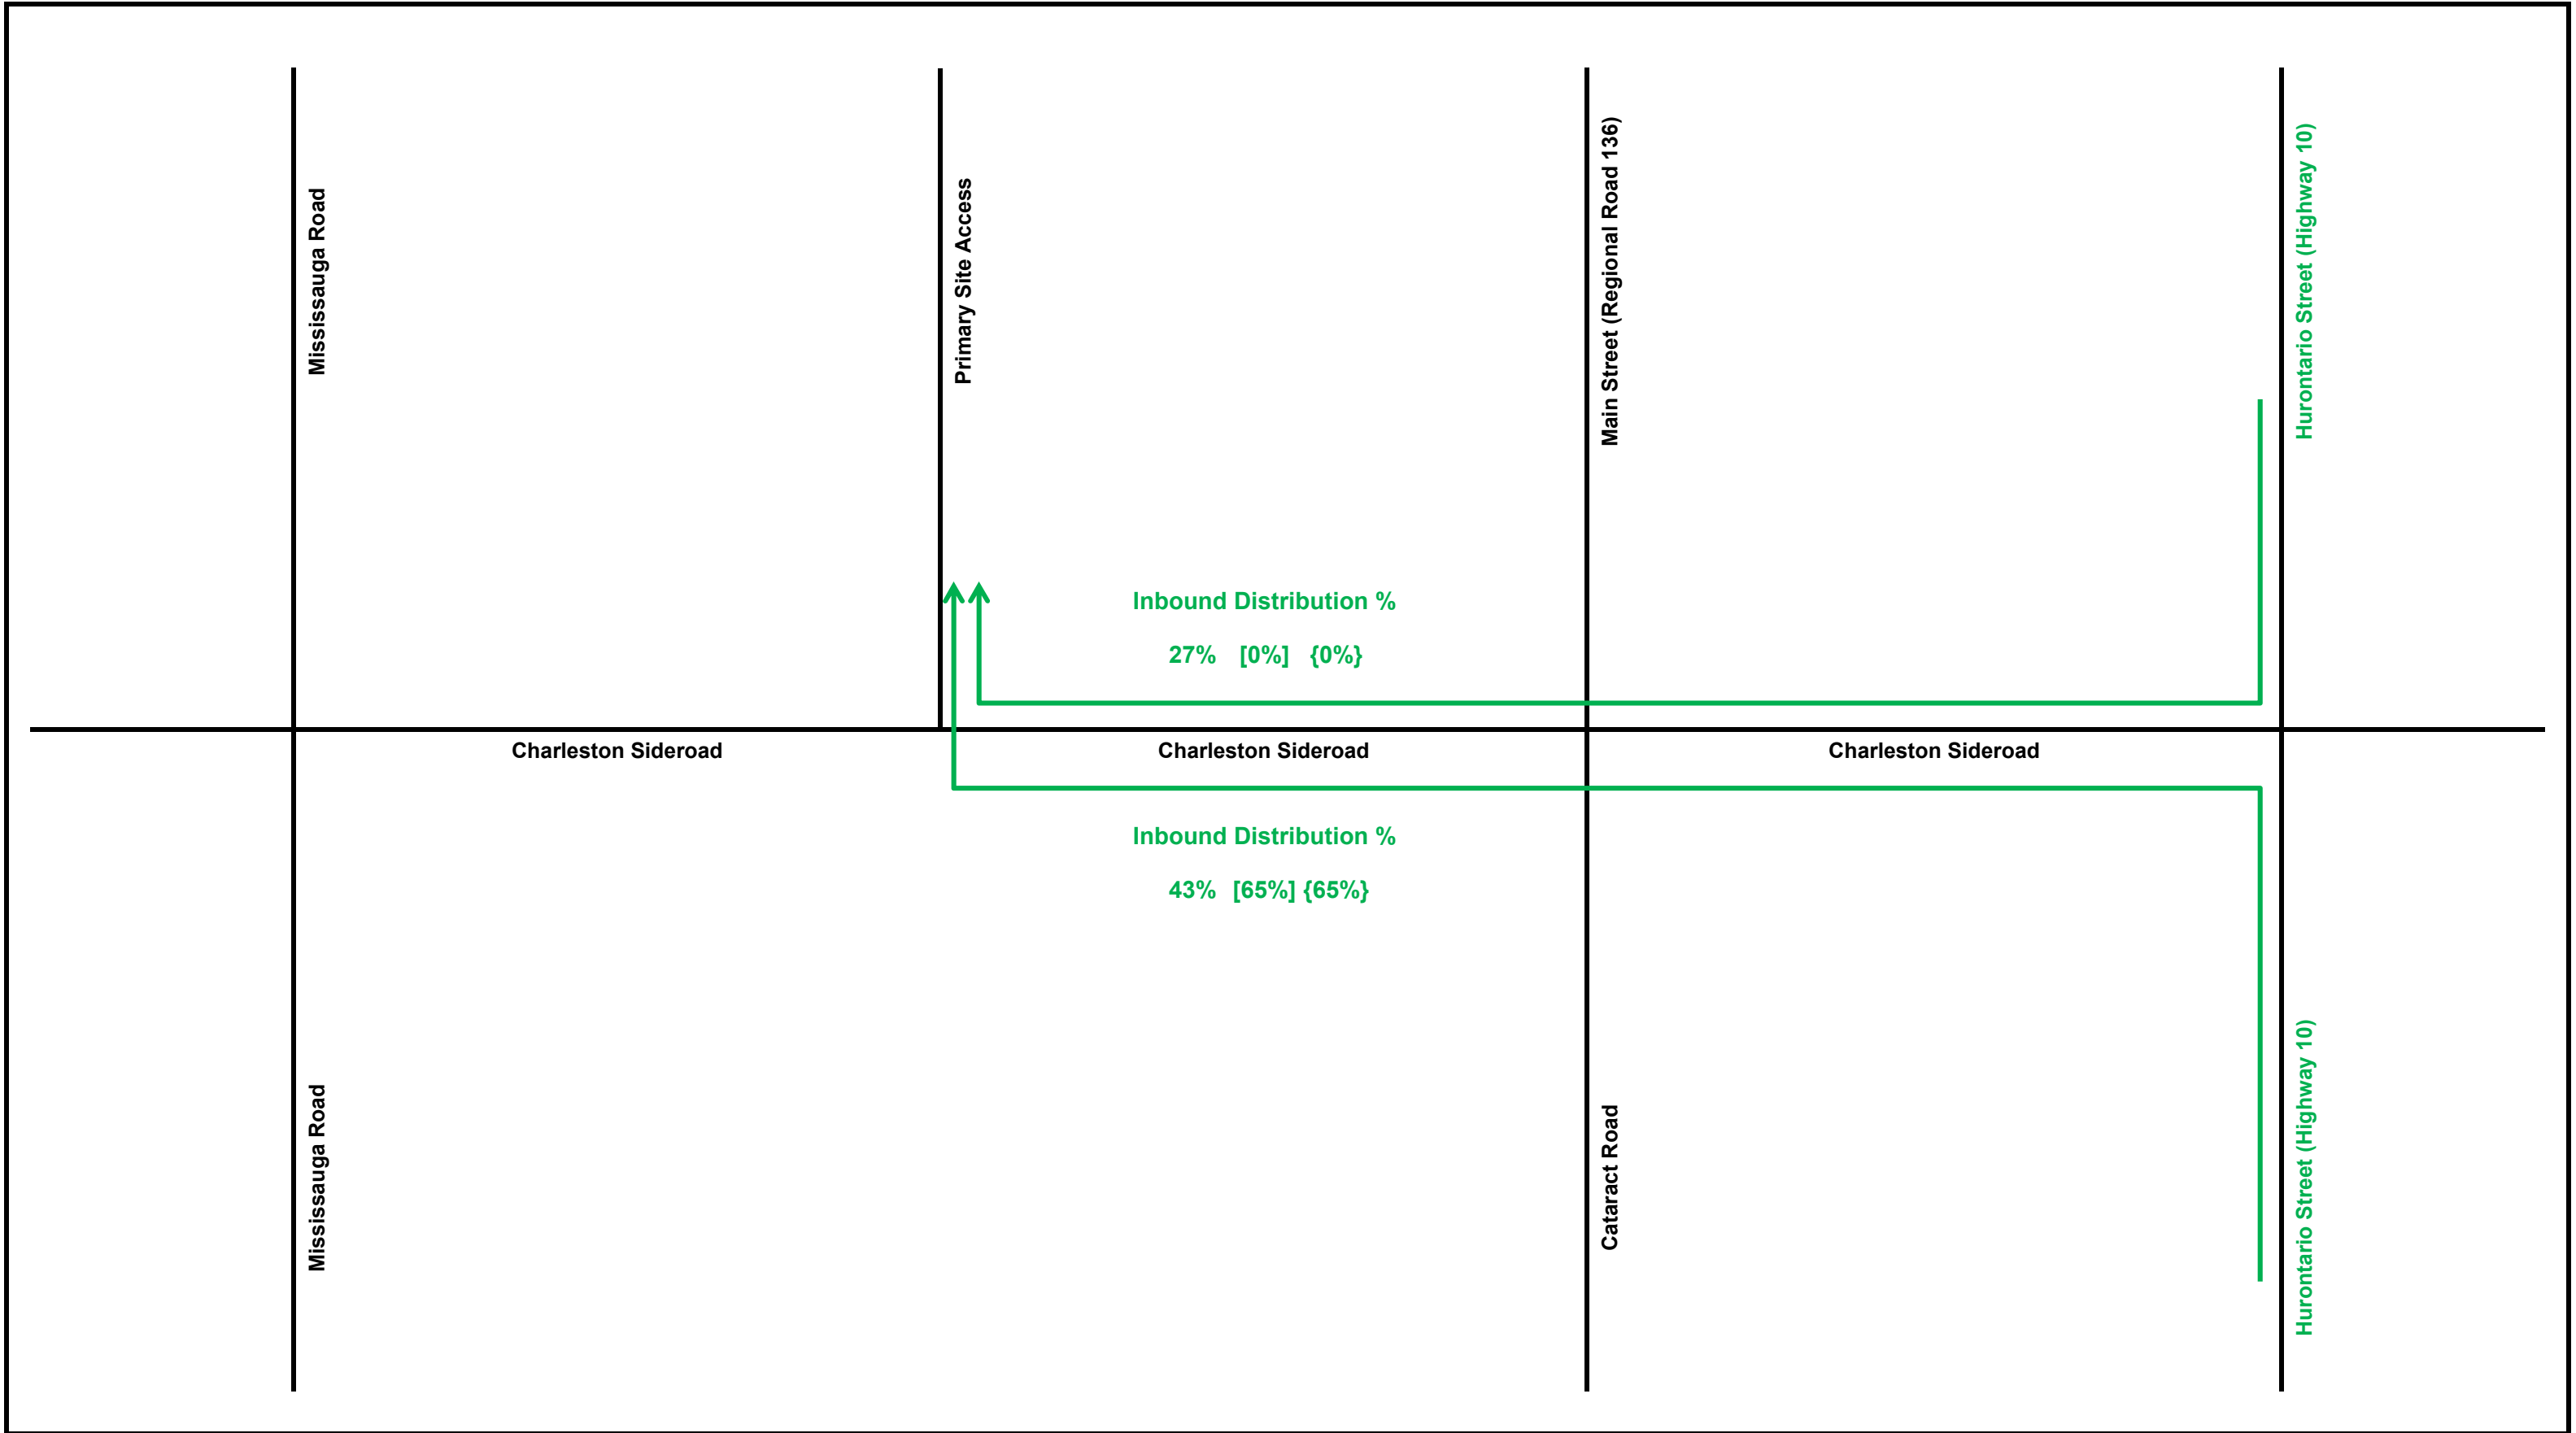 Mississauga Road
Primary Site Access
Main Street (Regional Road 136)
Hurontario Street (Highway 10)
Inbound Distribution %
27% [0%] {0%}
Charleston Sideroad
Charleston Sideroad
Charleston Sideroad
Inbound Distribution %
43% [65%] {65%}
Mississauga Road
Cataract Road
Hurontario Street (Highway 10)